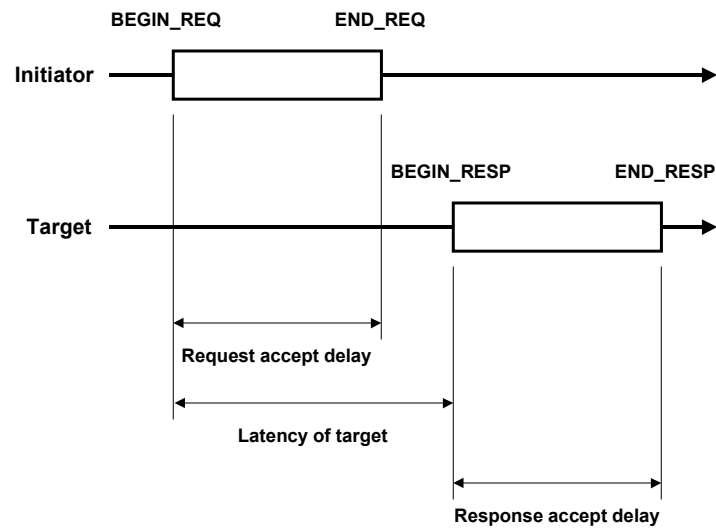 BEGIN_REQ END_REQ
Initiator
BEGIN_RESP END_RESP
Target
Request accept delay
Latency of target
Response accept delay